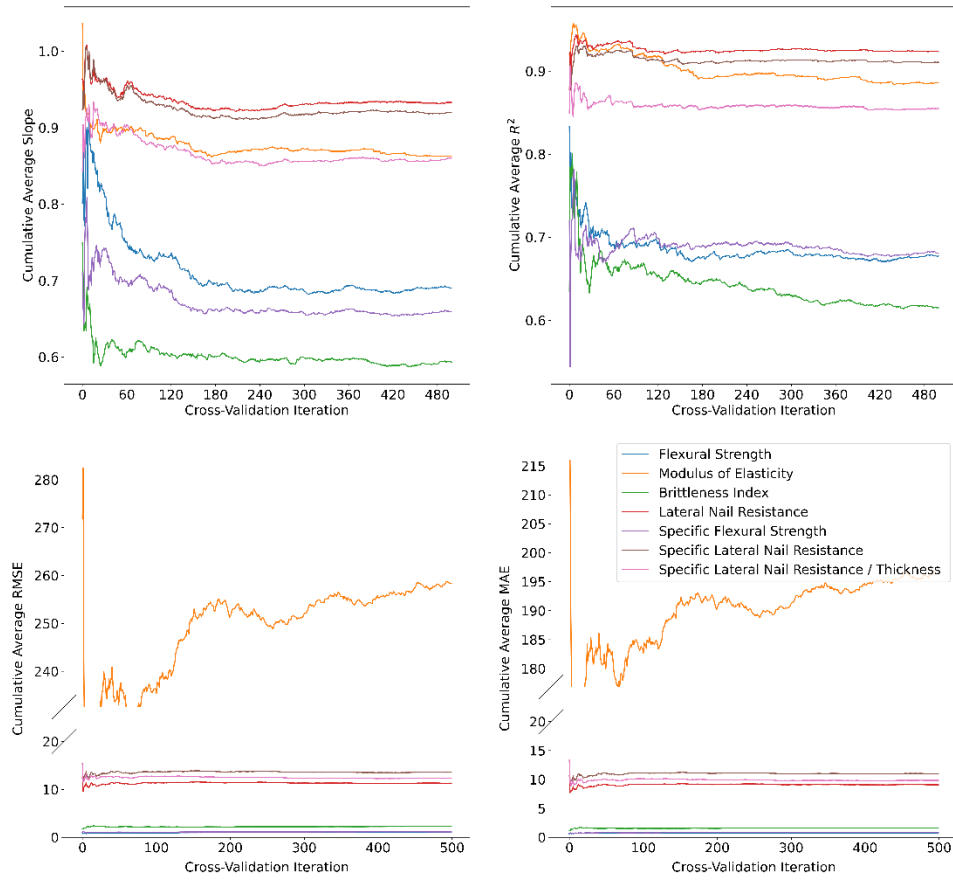 1.0
0.9
0.8
0.7
0.6
Cumulative Average Slope
0 60 120 180 240 300 360 420 480
Cross-Validation Iteration
0.9
0.8
0.7
0.6
Cumulative Average R²
0 60 120 180 240 300 360 420 480
Cross-Validation Iteration
280
270
260
250
240
20
10
0
Cumulative Average RMSE
0 100 200 300 400 500
Cross-Validation Iteration
215
210
205
200
195
190
185
180
20
15
10
5
0
Cumulative Average MAE
0 100 200 300 400 500
Cross-Validation Iteration
Flexural Strength
Modulus of Elasticity
Brittleness Index
Lateral Nail Resistance
Specific Flexural Strength
Specific Lateral Nail Resistance
Specific Lateral Nail Resistance / Thickness